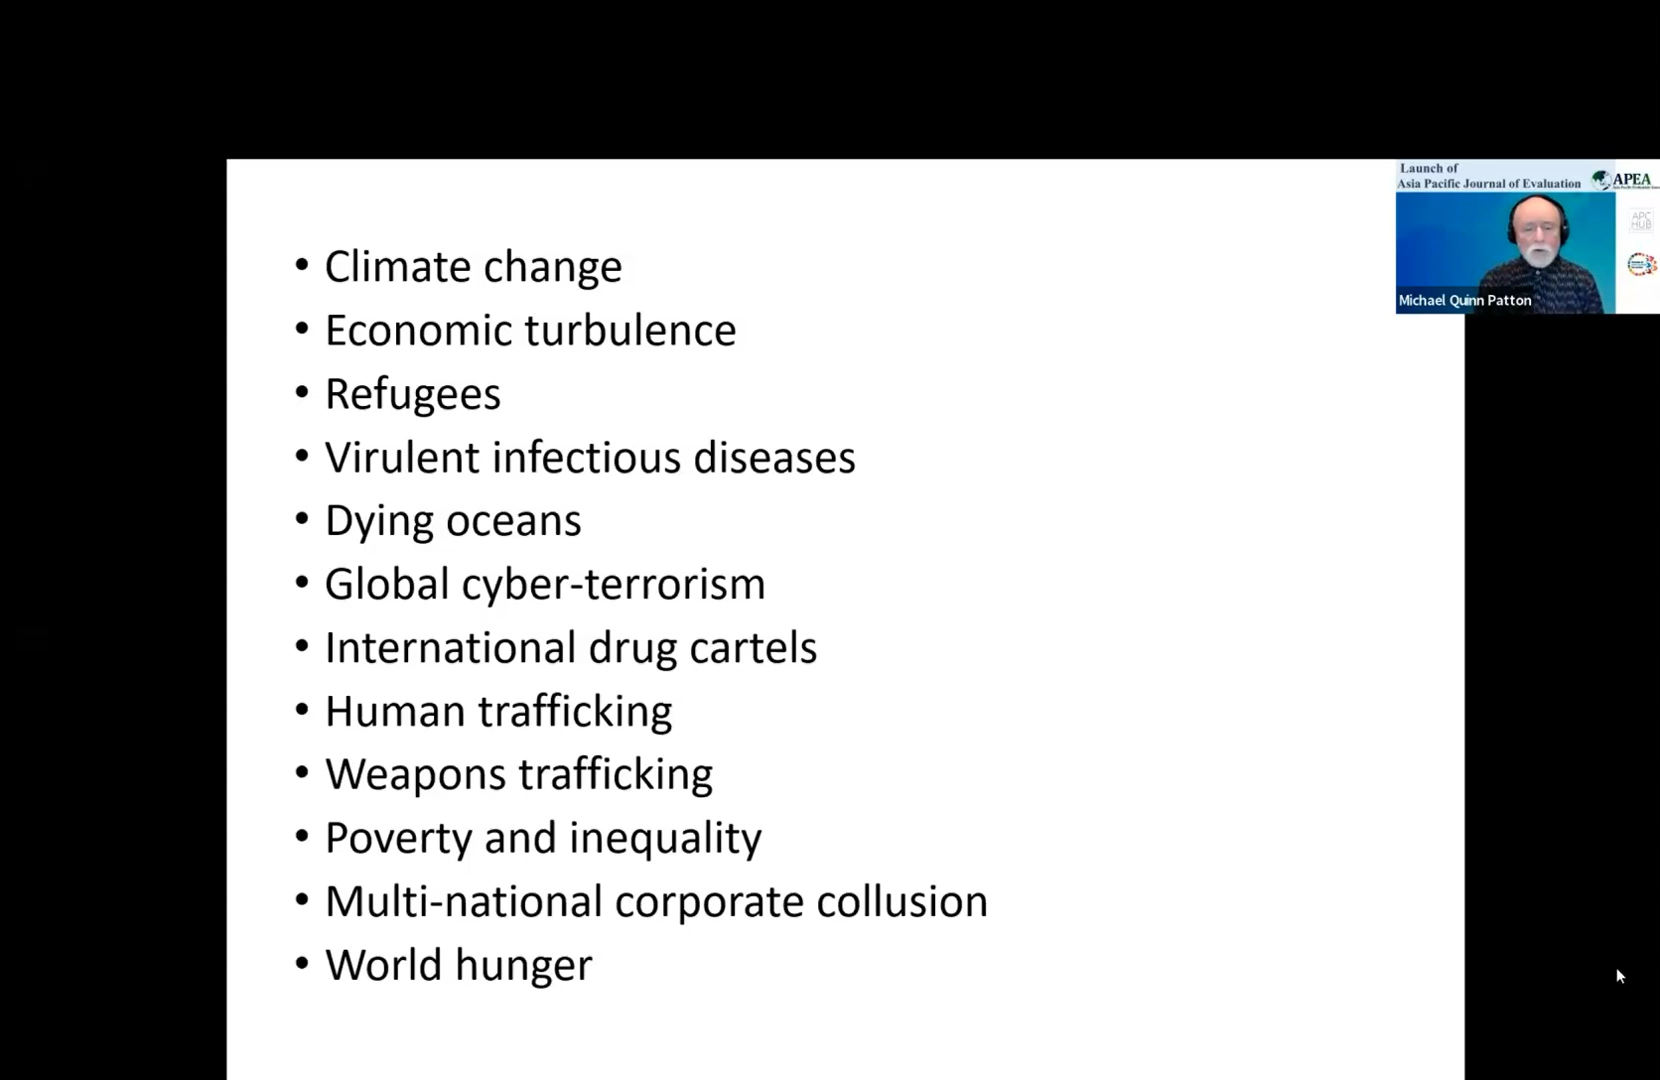 Launch of
Asia Pacific Journal of Evaluation
APEA
APC
HUB
Michael Quinn Patton
• Climate change
• Economic turbulence
• Refugees
• Virulent infectious diseases
• Dying oceans
• Global cyber-terrorism
• International drug cartels
• Human trafficking
• Weapons trafficking
• Poverty and inequality
• Multi-national corporate collusion
• World hunger